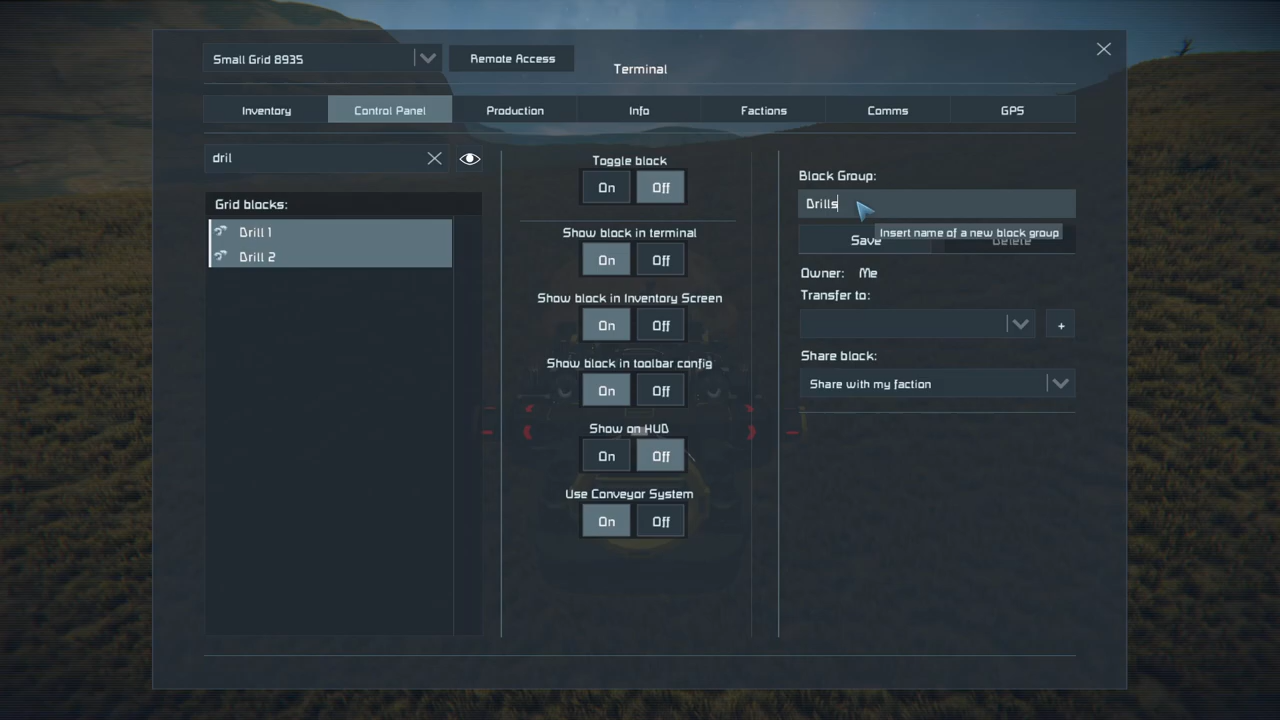 Small Grid 8935
Remote Access
Terminal
Inventory
Control Panel
Production
Info
Factions
Comms
GPS
dril
Grid blocks:
Drill 1
Drill 2
Toggle block
On Off
Show block in terminal
On Off
Show block in Inventory Screen
On Off
Show block in toolbar config
On Off
Show on HUD
On Off
Use Conveyor System
On Off
Block Group:
Drills
Insert name of a new block group
Save
Delete
Owner: Me
Transfer to:
+
Share block:
Share with my faction